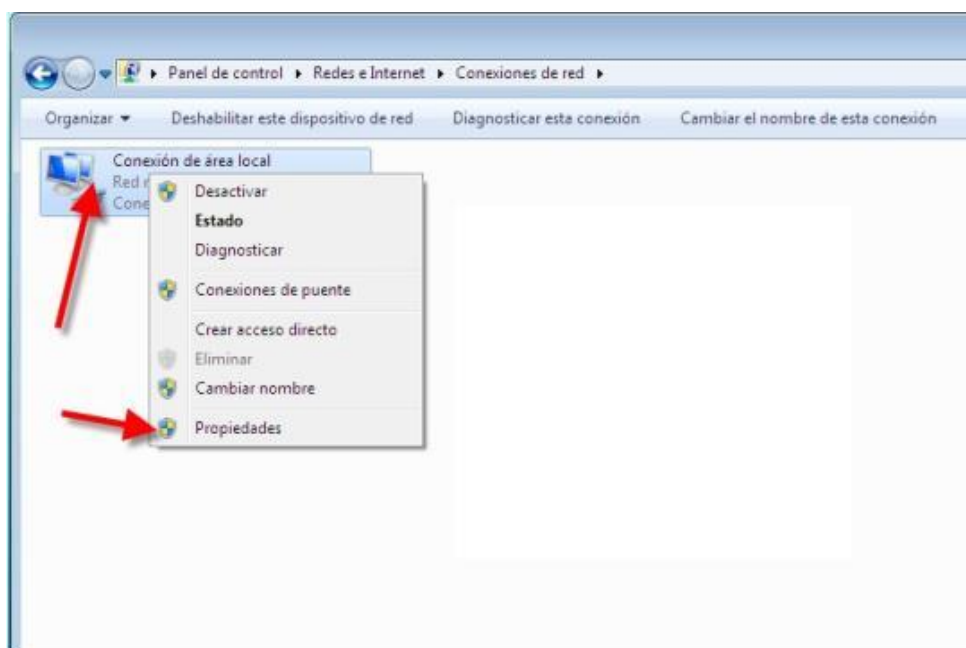 Panel de control ▸ Redes e Internet ▸ Conexiones de red ▸
Organizar Deshabilitar este dispositivo de red Diagnosticar esta conexión Cambiar el nombre de esta conexión
Conexión de área local
Red
Desactivar
Estado
Diagnosticar
Conexiones de puente
Crear acceso directo
Eliminar
Cambiar nombre
Propiedades